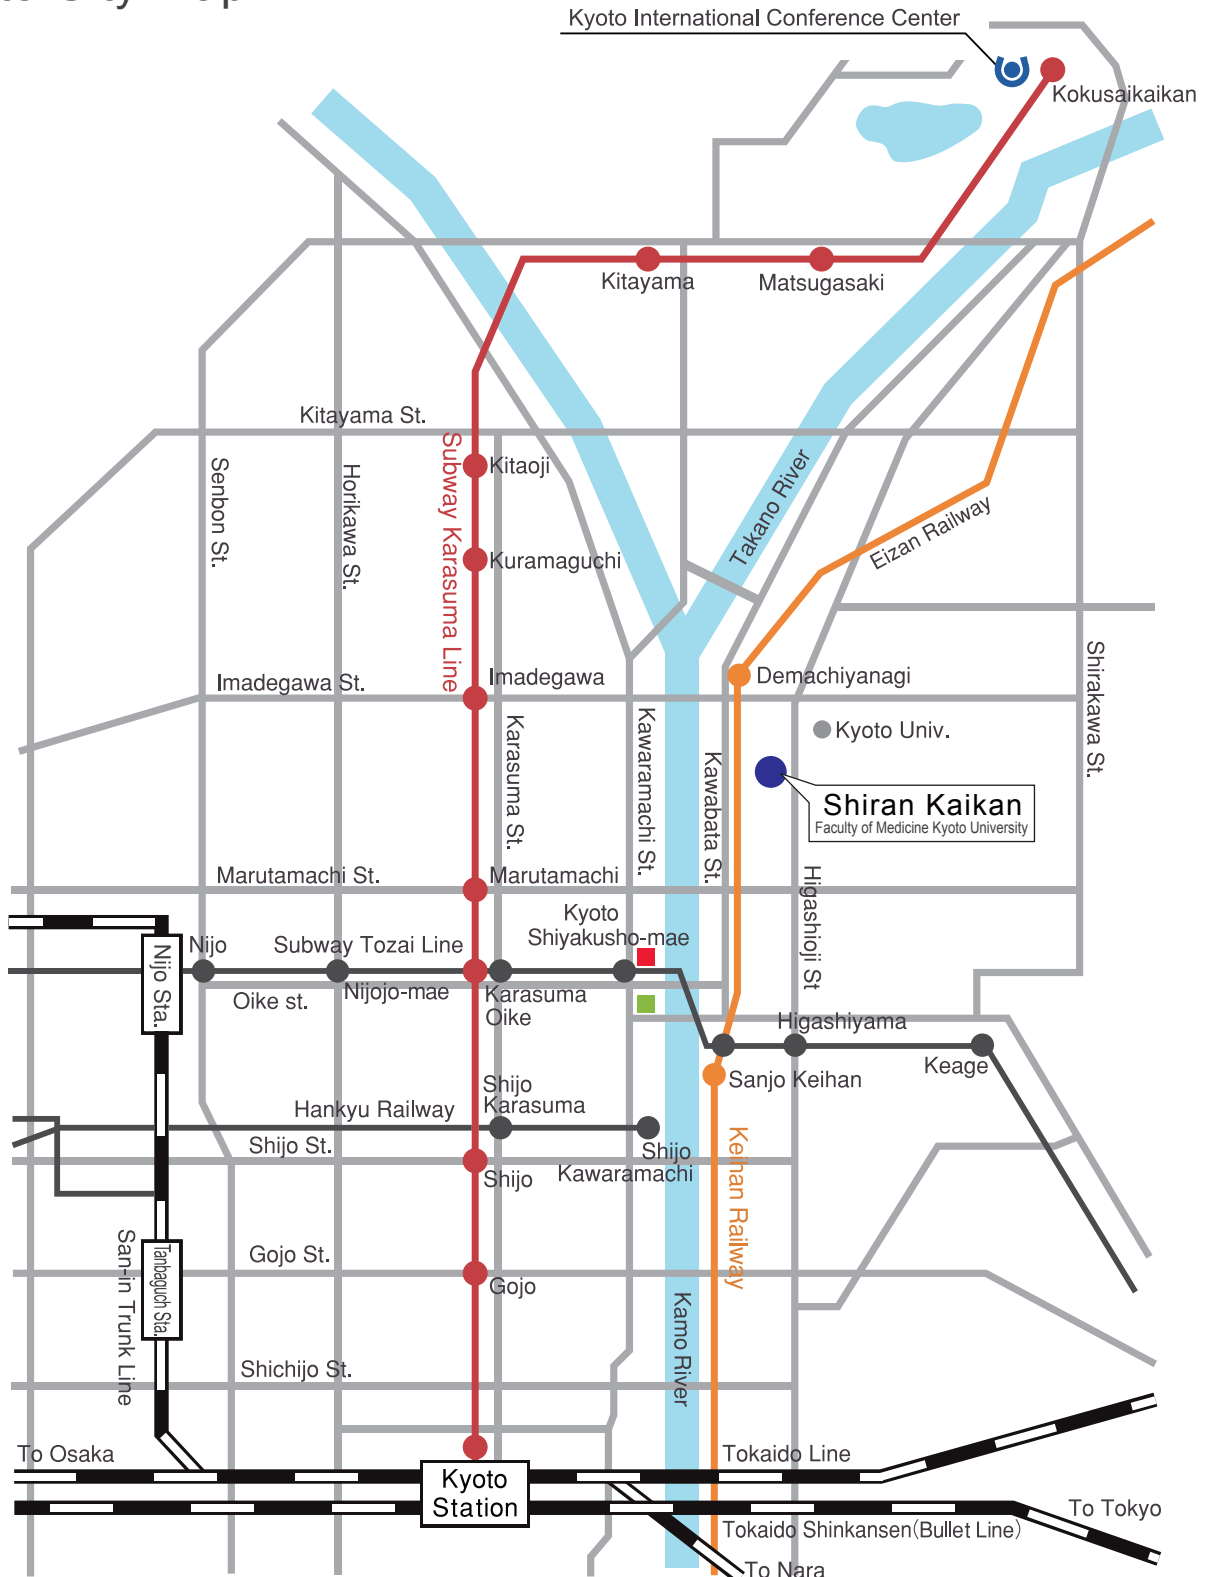 Kyoto International Conference Center
Kokusaikaikan
Kitayama
Matsugasaki
Kitayama St.
Subway Karasuma Line
Senbon St.
Horikawa St.
Kitaoji
Takano River
Eizan Railway
Kuramaguchi
Imadegawa St.
Imadegawa
Demachiyanagi
Shirakawa St.
Karasuma St.
Kawaramachi St.
Kawabata St.
Kyoto Univ.
Shiran Kaikan
Faculty of Medicine Kyoto University
Marutamachi St.
Marutamachi
Higashioji St
Kyoto
Shiyakusho-mae
Nijo Sta.
Nijo
Subway Tozai Line
Oike st.
Nijojo-mae
Karasuma
Oike
Higashiyama
Sanjo Keihan
Keage
Shijo
Karasuma
Hankyu Railway
Shijo St.
Shijo
Shijo
Kawaramachi
Keihan Railway
San-in Trunk Line
Tanbaguch Sta.
Gojo St.
Gojo
Kamo River
Shichijo St.
To Osaka
Kyoto
Station
Tokaido Line
Tokaido Shinkansen(Bullet Line)
To Tokyo
To Nara